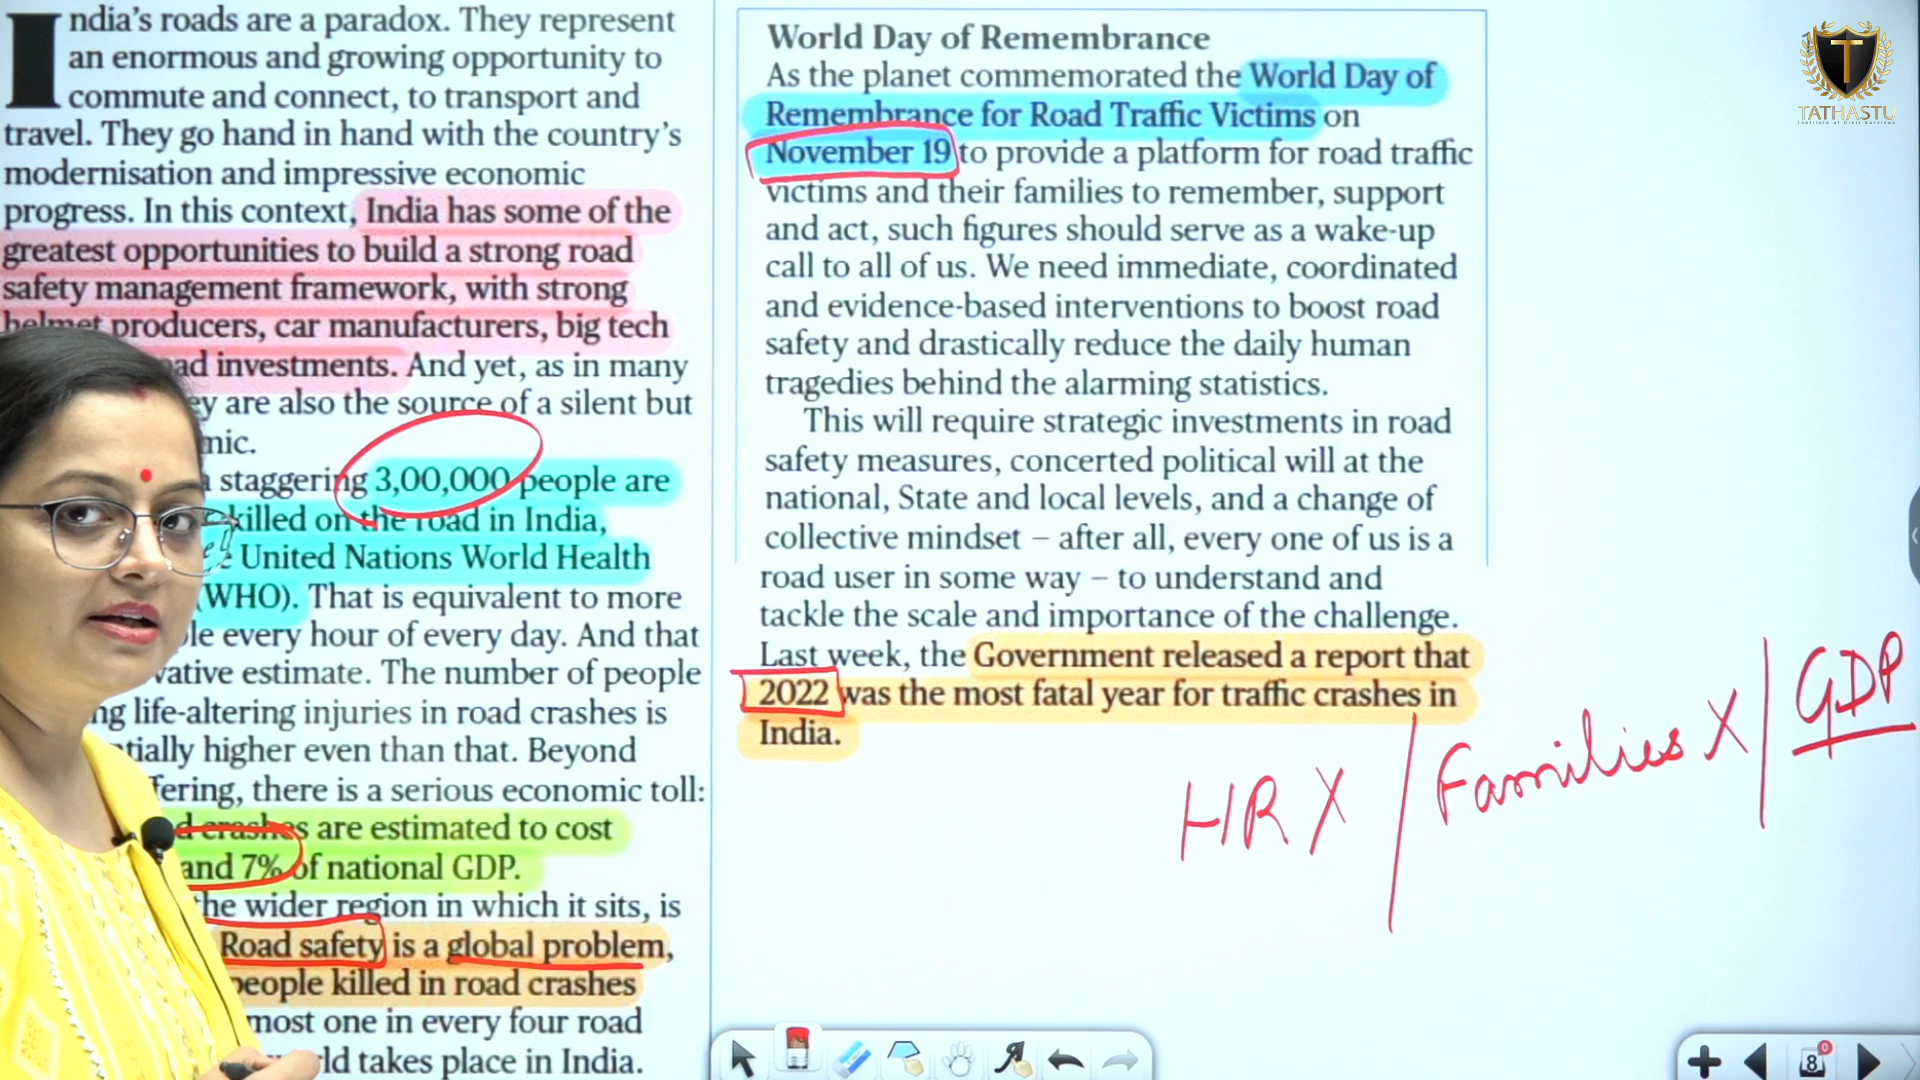 India's roads are a paradox. They represent
an enormous and growing opportunity to
commute and connect, to transport and
travel. They go hand in hand with the country's
modernisation and impressive economic
progress. In this context, India has some of the
greatest opportunities to build a strong road
safety management framework, with strong
helmet producers, car manufacturers, big tech
investments. And yet, as in many
are also the source of a silent but
staggering 3,00,000 people are
killed on the road in India,
United Nations World Health
(WHO). That is equivalent to more
every hour of every day. And that
estimate. The number of people
life-altering injuries in road crashes is
higher even than that. Beyond
there is a serious economic toll:
crashes are estimated to cost
and 7% of national GDP.
the wider region in which it sits, is
Road safety is a global problem,
people killed in road crashes
most one in every four road
takes place in India.
World Day of Remembrance
As the planet commemorated the World Day of
Remembrance for Road Traffic Victims on
November 19 to provide a platform for road traffic
victims and their families to remember, support
and act, such figures should serve as a wake-up
call to all of us. We need immediate, coordinated
and evidence-based interventions to boost road
safety and drastically reduce the daily human
tragedies behind the alarming statistics.
This will require strategic investments in road
safety measures, concerted political will at the
national, State and local levels, and a change of
collective mindset – after all, every one of us is a
road user in some way – to understand and
tackle the scale and importance of the challenge.
Last week, the Government released a report that
2022 was the most fatal year for traffic crashes in
India.
HR X / Families X / GDP
T
TATHASTU
Institute of Civil Services
8
0